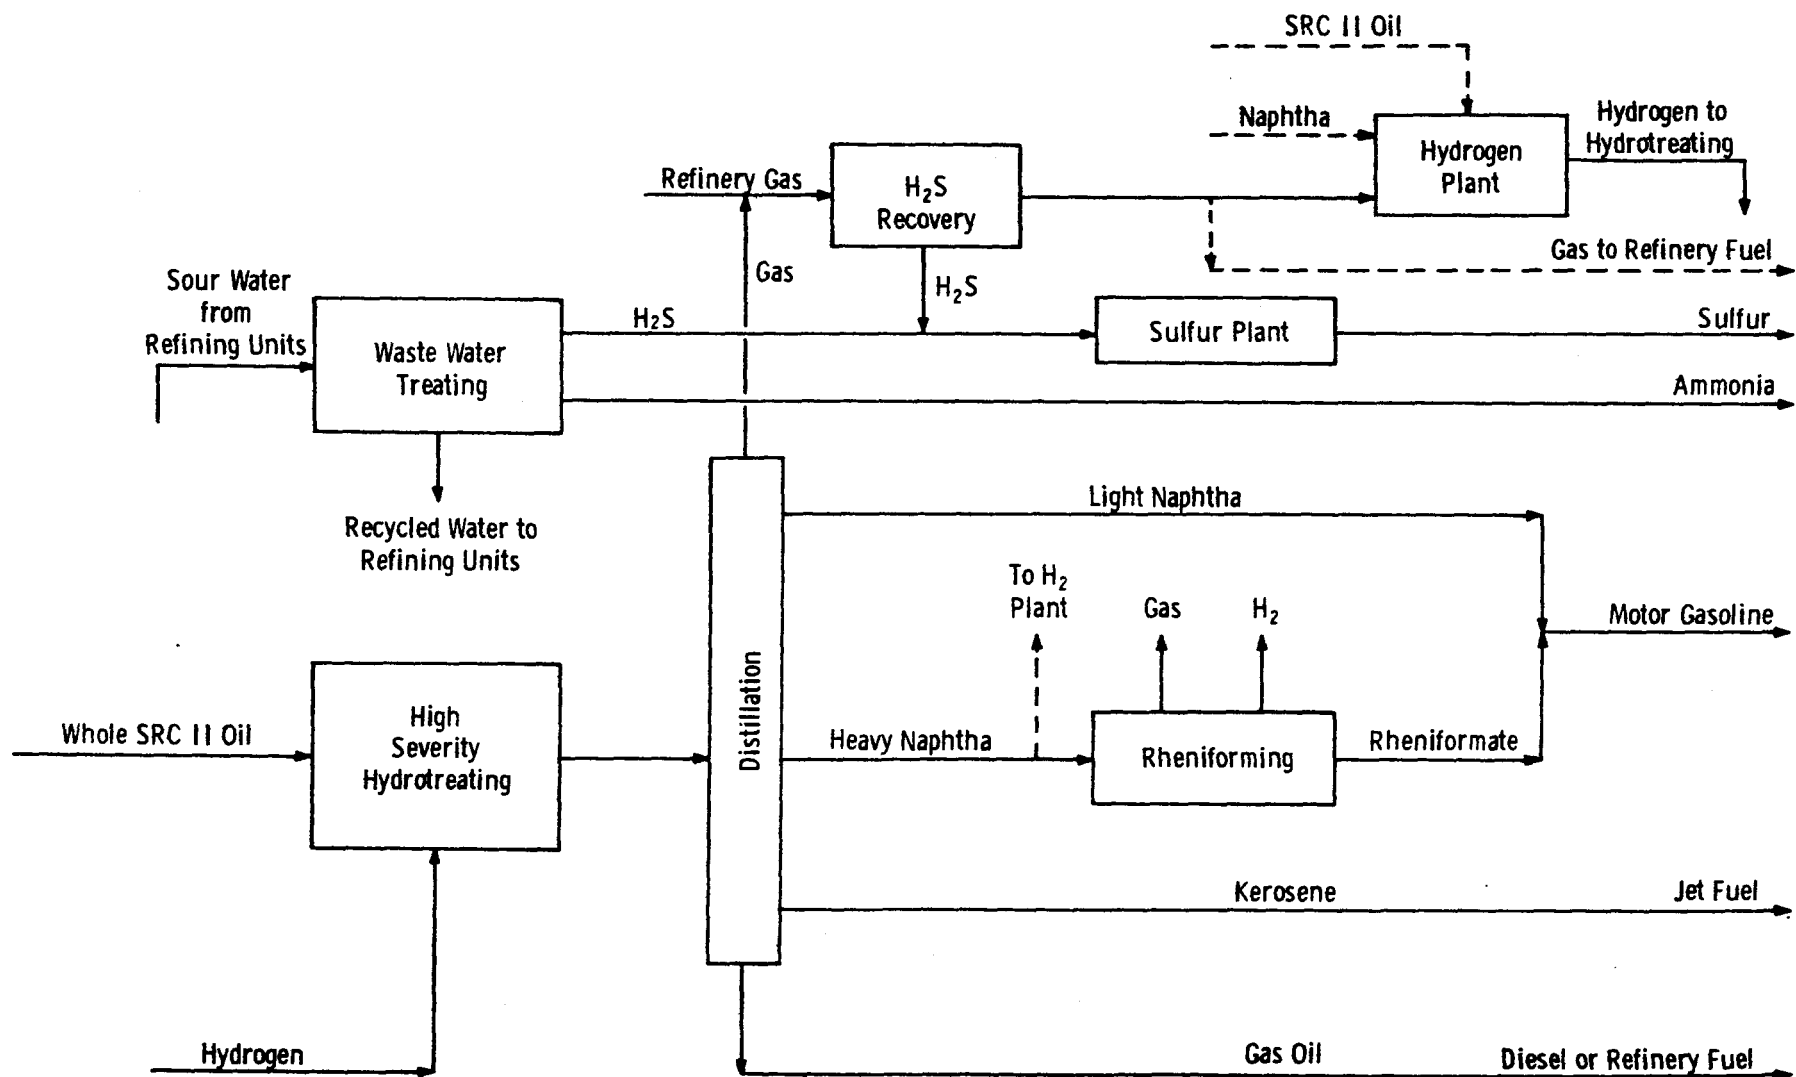 SRC II Oil
Naphtha
Hydrogen
Plant
Hydrogen to
Hydrotreating
Refinery Gas
H₂S
Recovery
Gas to Refinery Fuel
Gas
H₂S
Sour Water
from
Refining Units
Waste Water
Treating
H₂S
Sulfur Plant
Sulfur
Ammonia
Recycled Water to
Refining Units
Light Naphtha
To H₂
Plant
Gas
H₂
Motor Gasoline
Whole SRC II Oil
High
Severity
Hydrotreating
Distillation
Heavy Naphtha
Rheniforming
Rheniformate
Kerosene
Jet Fuel
Hydrogen
Gas Oil
Diesel or Refinery Fuel